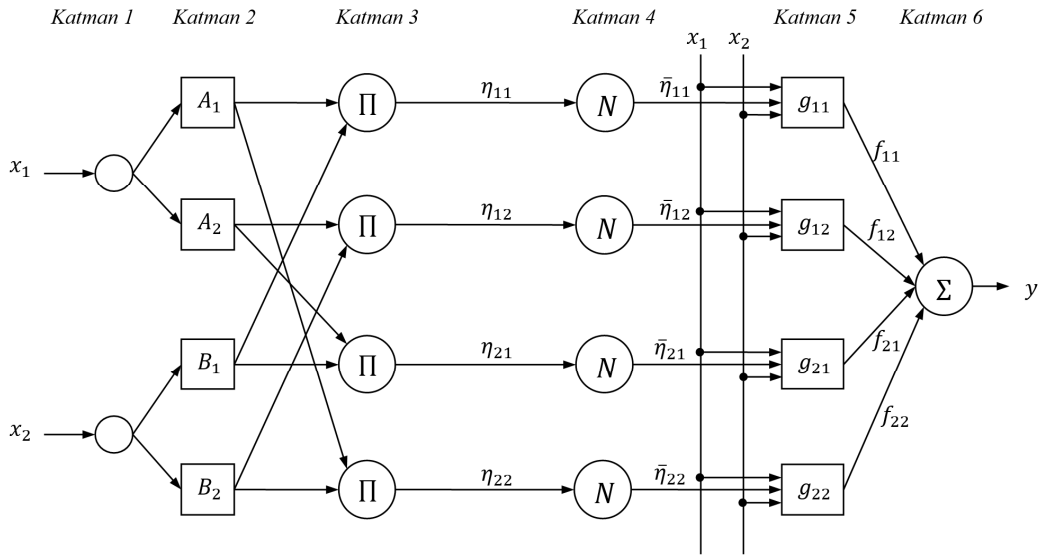 Katman 1 Katman 2 Katman 3 Katman 4 Katman 5 Katman 6
x₁ x₂
A₁ Π η₁₁ N η̄₁₁ g₁₁
f₁₁
x₁
A₂ Π η₁₂ N η̄₁₂ g₁₂ f₁₂
Σ y
B₁ Π η₂₁ N η̄₂₁ g₂₁ f₂₁
x₂
f₂₂
B₂ Π η₂₂ N η̄₂₂ g₂₂